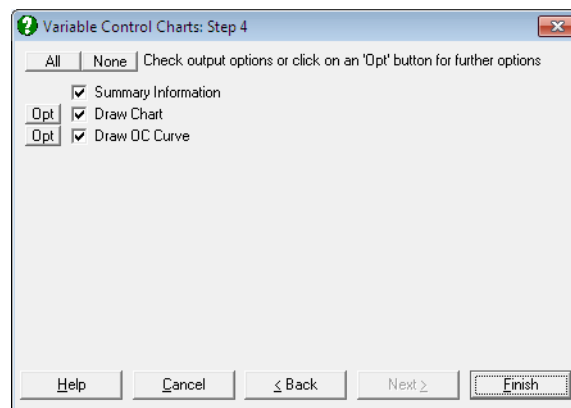 Variable Control Charts: Step 4
All None Check output options or click on an 'Opt' button for further options
Summary Information
Opt Draw Chart
Opt Draw OC Curve
Help Cancel < Back Next > Finish